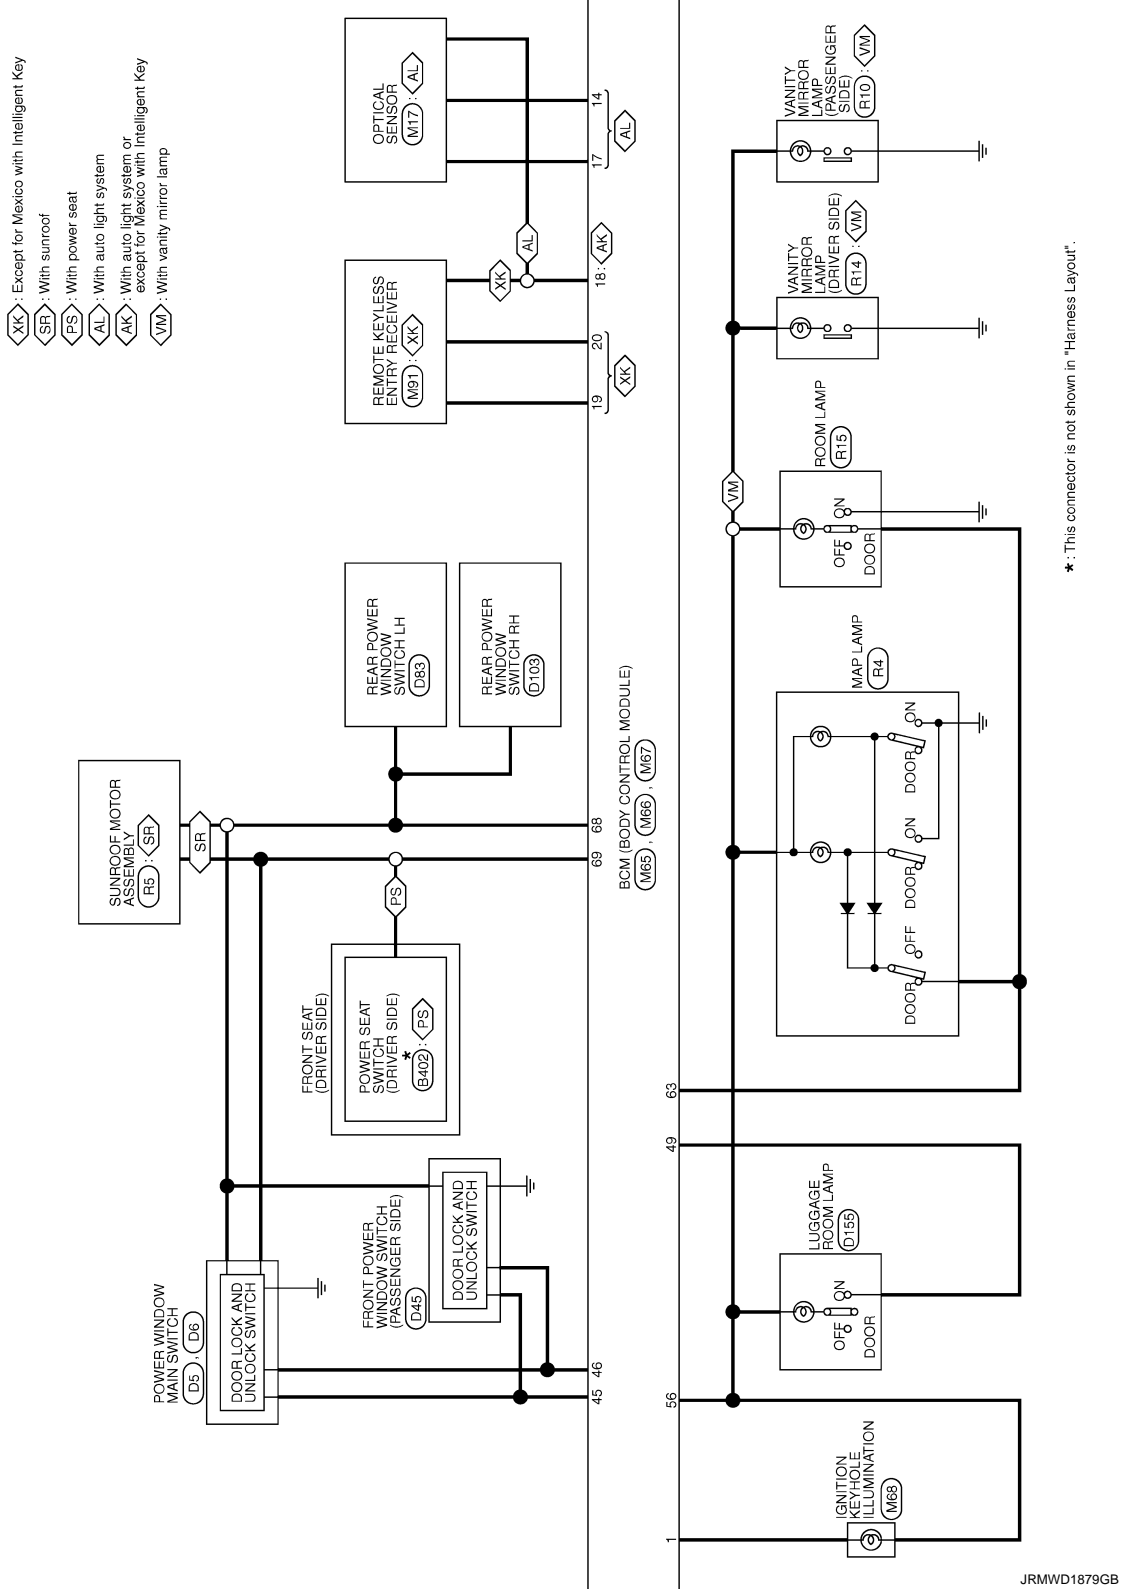 XK : Except for Mexico with Intelligent Key
SR : With sunroof
PS : With power seat
AL : With auto light system
AK : With auto light system or
except for Mexico with Intelligent Key
VM : With vanity mirror lamp
POWER WINDOW
MAIN SWITCH
D5 , D6
DOOR LOCK AND
UNLOCK SWITCH
SUNROOF MOTOR
ASSEMBLY
R5 : SR
SR
FRONT SEAT
(DRIVER SIDE)
POWER SEAT
SWITCH
(DRIVER SIDE)
*
B402 : PS
PS
FRONT POWER
WINDOW SWITCH
(PASSENGER SIDE)
D45
DOOR LOCK AND
UNLOCK SWITCH
REAR POWER
WINDOW
SWITCH LH
D83
REAR POWER
WINDOW
SWITCH RH
D103
REMOTE KEYLESS
ENTRY RECEIVER
M91 : XK
XK
OPTICAL
SENSOR
M17 : AL
AL
45
46
69
68
19
20
XK
18 : AK
17
14
AL
BCM (BODY CONTROL MODULE)
M65 , M66 , M67
1
56
49
63
IGNITION
KEYHOLE
ILLUMINATION
M68
LUGGAGE
ROOM LAMP
D155
OFF
ON
DOOR
MAP LAMP
R4
DOOR
OFF
DOOR
ON
DOOR
ON
ROOM LAMP
R15
OFF
ON
DOOR
VM
VANITY
MIRROR
LAMP
(DRIVER SIDE)
R14 : VM
VANITY
MIRROR
LAMP
(PASSENGER
SIDE)
R10 : VM
* : This connector is not shown in "Harness Layout".
JRMWD1879GB